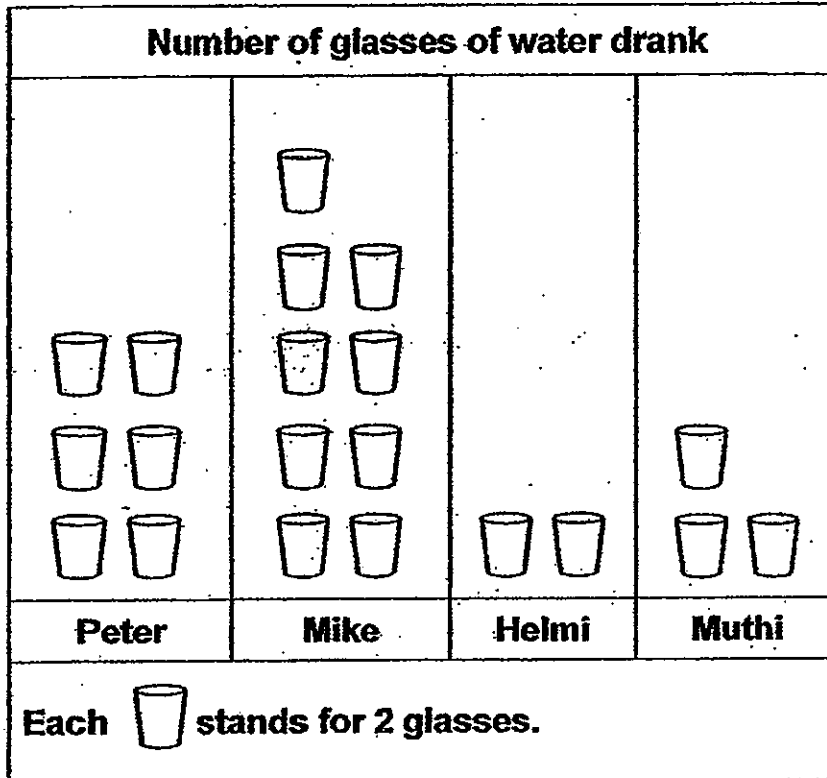 Number of glasses of water drank
Peter Mike Helmi Muthi
Each stands for 2 glasses.